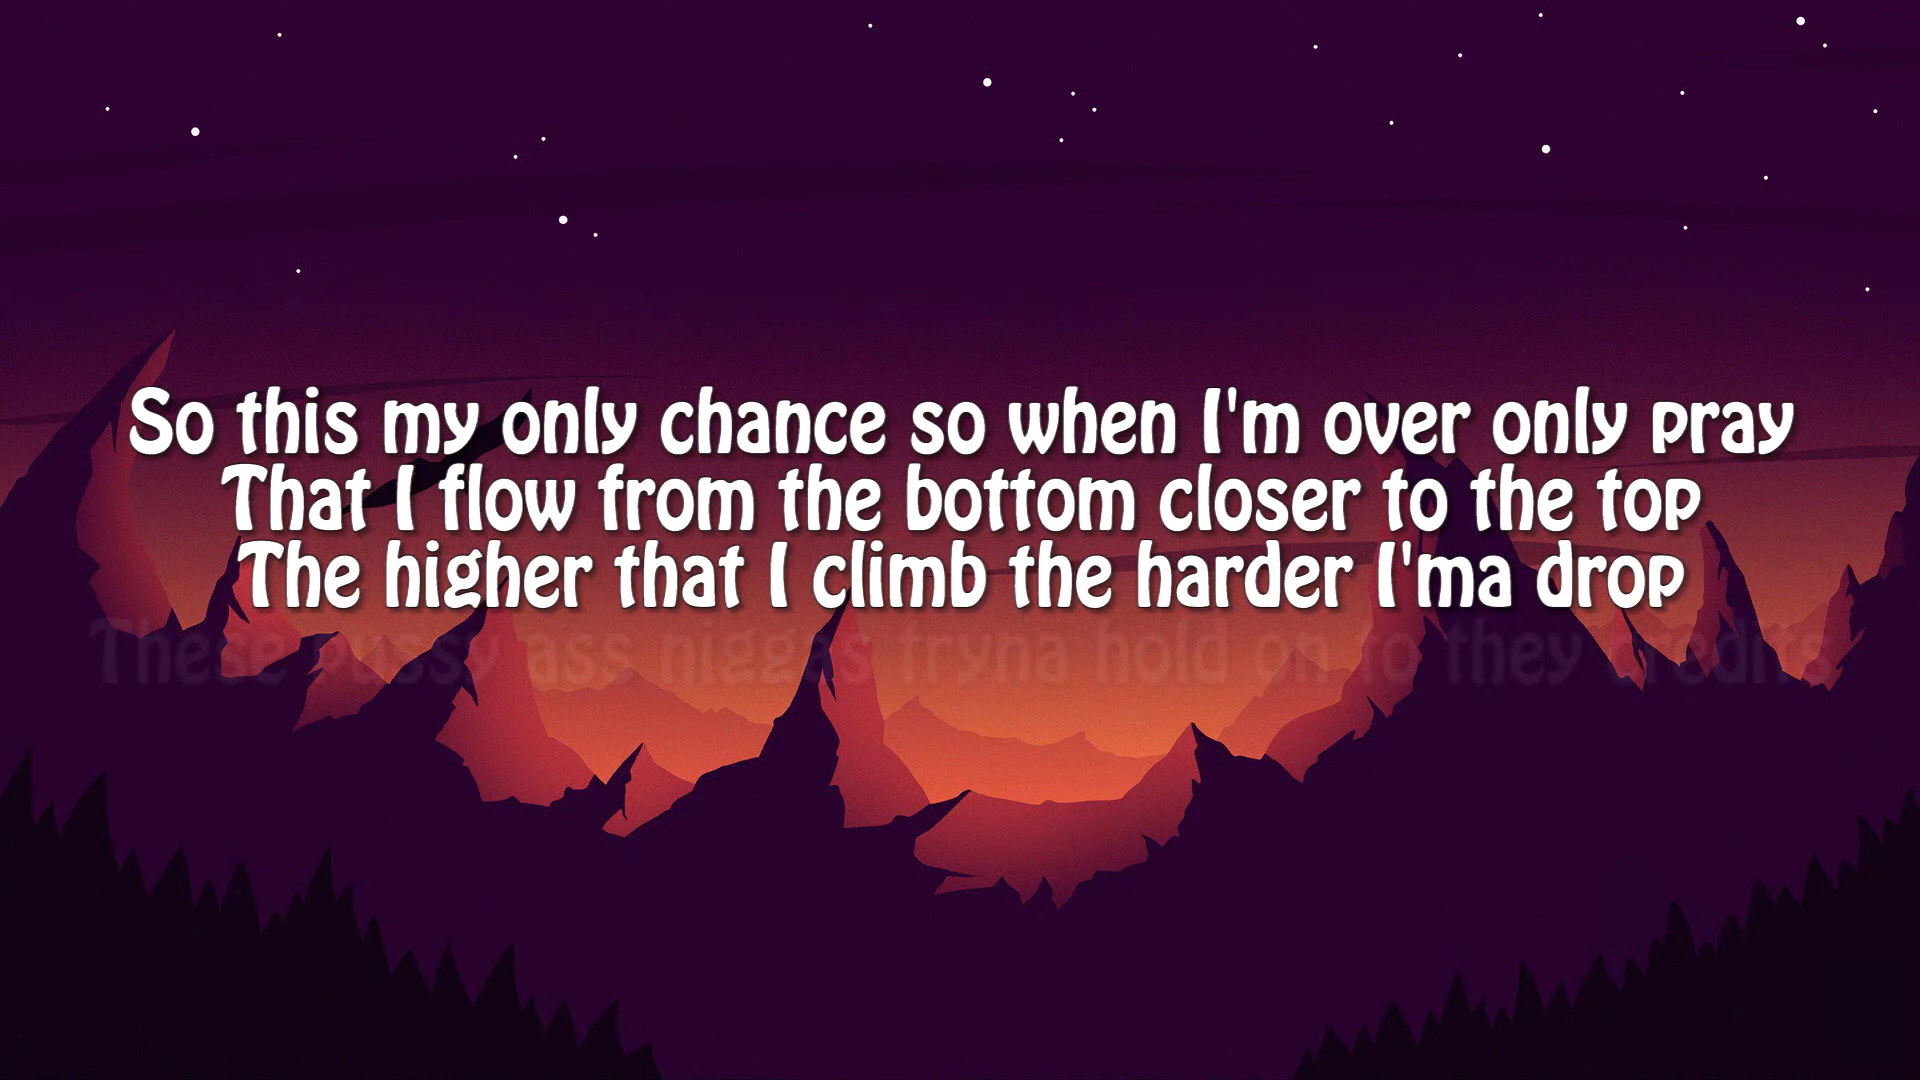 So this my only chance so when I'm over only pray
That I flow from the bottom closer to the top
The higher that I climb the harder I'ma drop
These pussy ass niggas tryna hold on to they credits